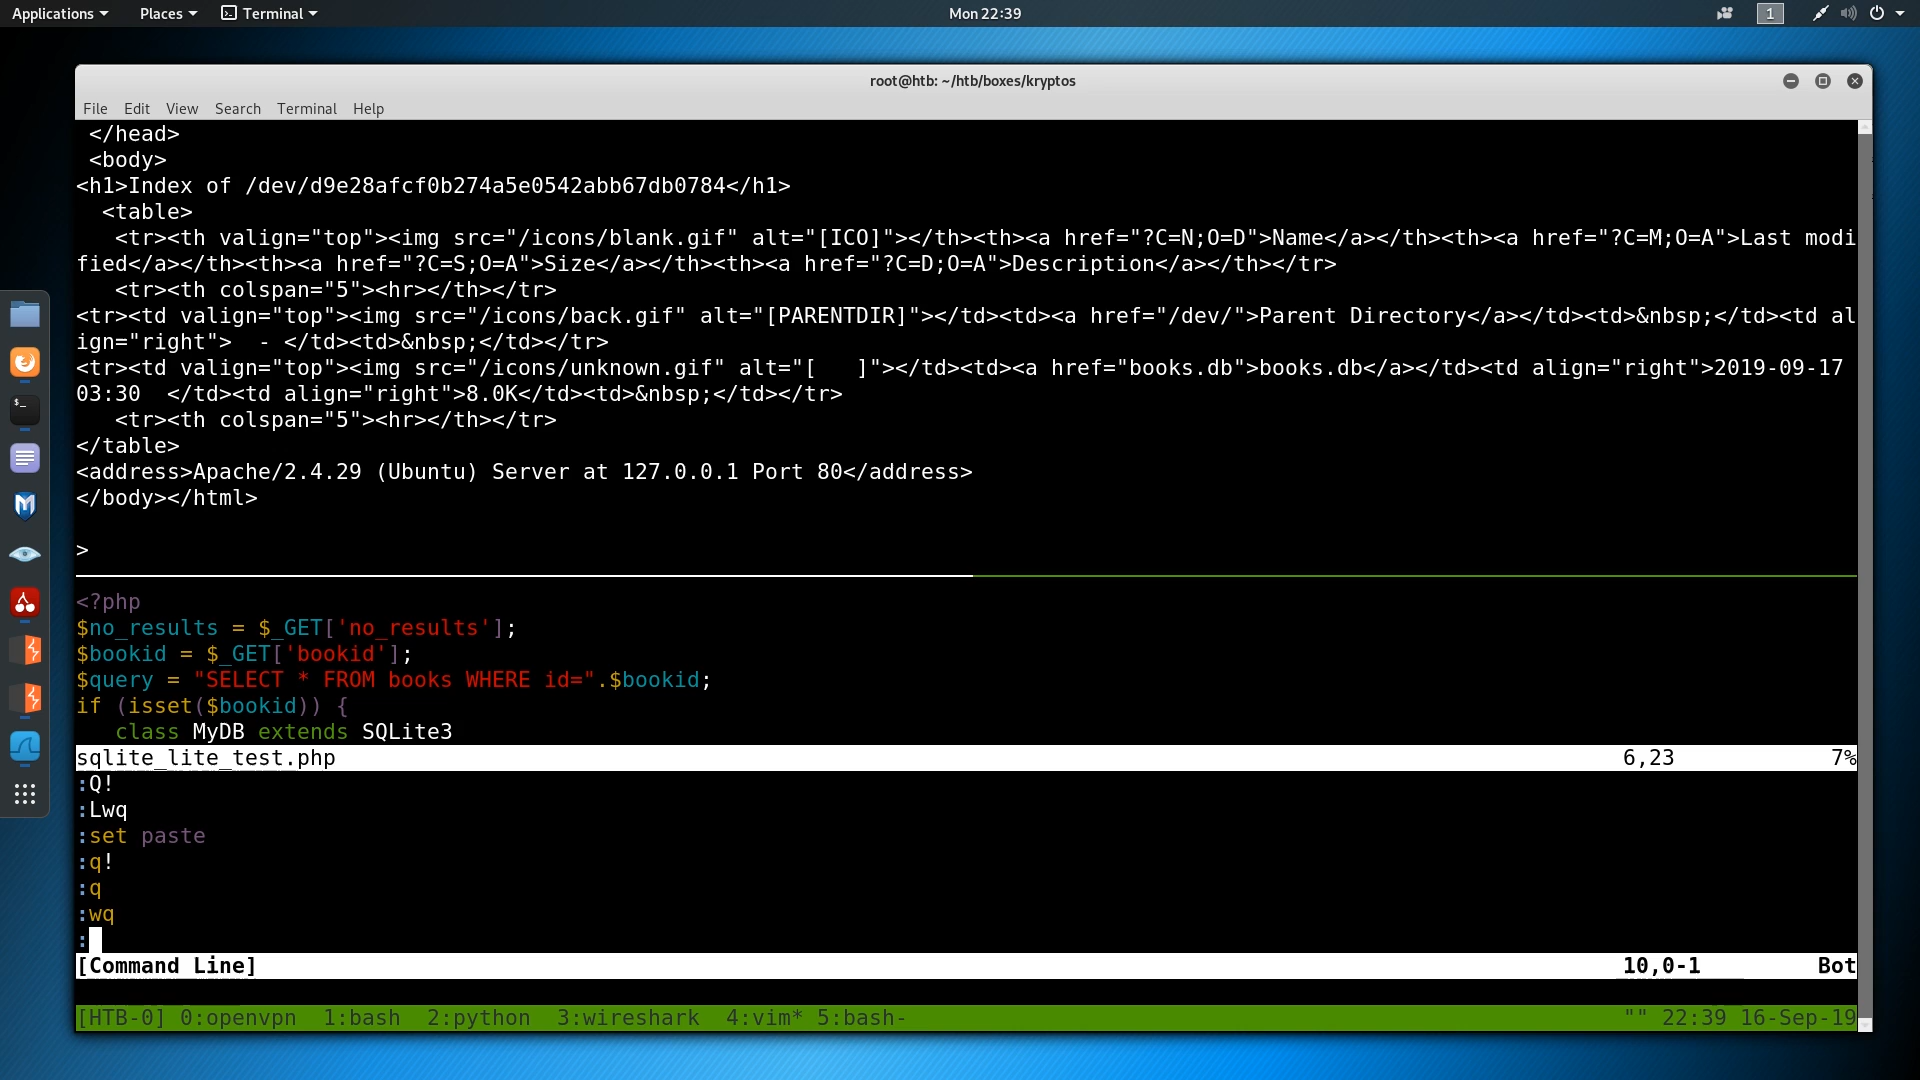 Applications Places Terminal Mon 22:39 1
root@htb: ~/htb/boxes/kryptos
File Edit View Search Terminal Help
</head>
<body>
<h1>Index of /dev/d9e28afcf0b274a5e0542abb67db0784</h1>
<table>
<tr><th valign="top"><img src="/icons/blank.gif" alt="[ICO]"></th><th><a href="?C=N;O=D">Name</a></th><th><a href="?C=M;O=A">Last modi
fied</a></th><th><a href="?C=S;O=A">Size</a></th><th><a href="?C=D;O=A">Description</a></th></tr>
<tr><th colspan="5"><hr></th></tr>
<tr><td valign="top"><img src="/icons/back.gif" alt="[PARENTDIR]"></td><td><a href="/dev/">Parent Directory</a></td><td>&nbsp;</td><td al
ign="right">  - </td><td>&nbsp;</td></tr>
<tr><td valign="top"><img src="/icons/unknown.gif" alt="[   ]"></td><td><a href="books.db">books.db</a></td><td align="right">2019-09-17
03:30  </td><td align="right">8.0K</td><td>&nbsp;</td></tr>
<tr><th colspan="5"><hr></th></tr>
</table>
<address>Apache/2.4.29 (Ubuntu) Server at 127.0.0.1 Port 80</address>
</body></html>
>
<?php
$no_results = $_GET['no_results'];
$bookid = $_GET['bookid'];
$query = "SELECT * FROM books WHERE id=".$bookid;
if (isset($bookid)) {
class MyDB extends SQLite3
sqlite_lite_test.php 6,23 7%
:Q!
:Lwq
:set paste
:q!
:q
:wq
:
[Command Line] 10,0-1 Bot
[HTB-0] 0:openvpn 1:bash 2:python 3:wireshark 4:vim* 5:bash- "" 22:39 16-Sep-19